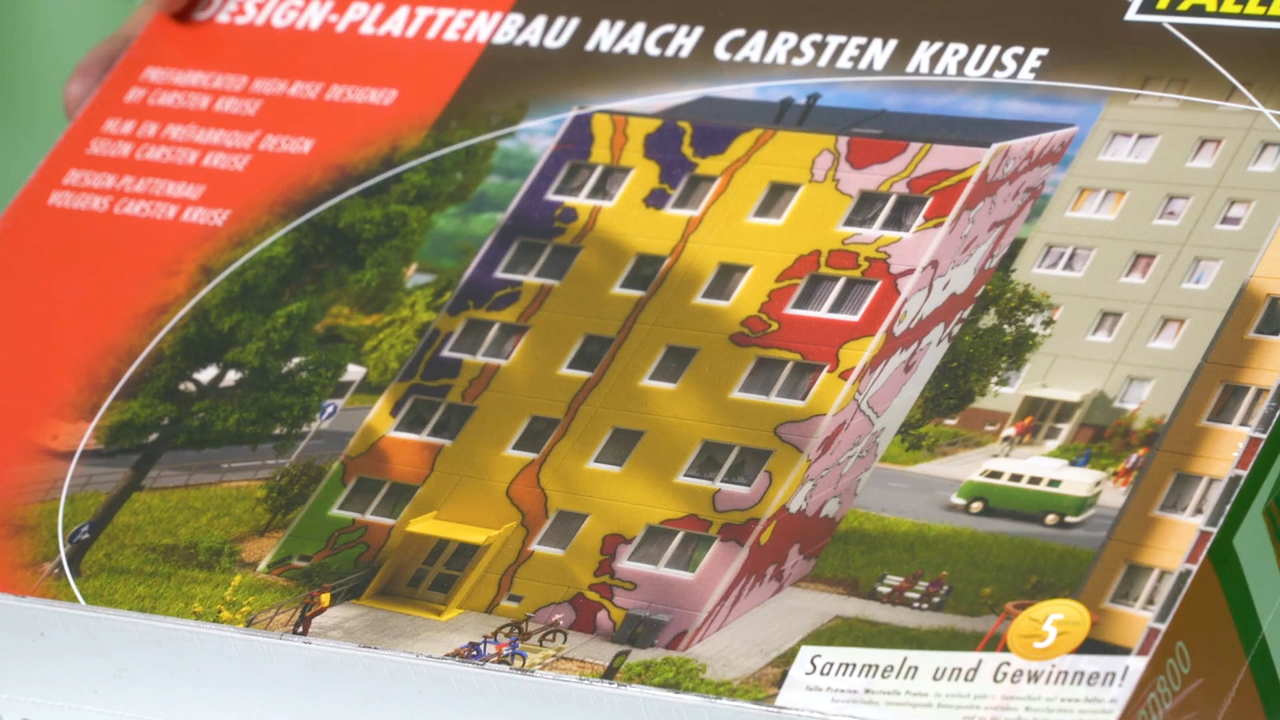 DESIGN-PLATTENBAU NACH CARSTEN KRUSE
PREFABRICATED HIGH-RISE DESIGNED
BY CARSTEN KRUSE
HLM EN PRÉFABRIQUÉ DESIGN
SELON CARSTEN KRUSE
DESIGN-PLATTENBAU
VOLGENS CARSTEN KRUSE
5
Sammeln und Gewinnen!